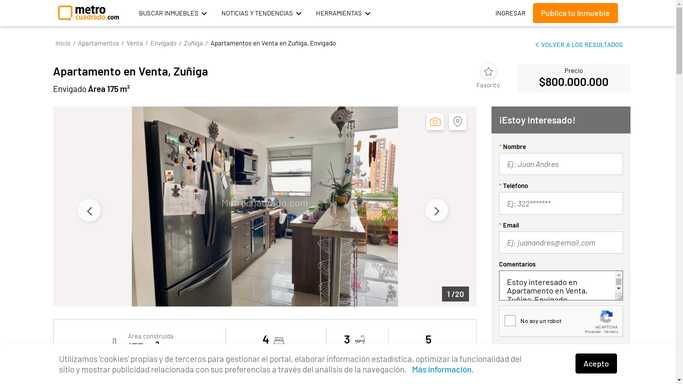 metro
cuadrado.com
BUSCAR INMUEBLES
NOTICIAS Y TENDENCIAS
HERRAMIENTAS
INGRESAR
Publica tu Inmueble
Inicio / Apartamentos / Venta / Envigado / Zuñiga / Apartamentos en Venta en Zuñiga, Envigado
VOLVER A LOS RESULTADOS
Apartamento en Venta, Zuñiga
Envigado Área 175 m²
Favorito
Precio
$800.000.000
Metrocuadrado.com
1 / 20
¡Estoy Interesado!
* Nombre
Ej: Juan Andres
* Teléfono
Ej: 322*******
* Email
Ej: juanandres@email.com
Comentarios
Estoy interesado en
Apartamento en Venta,
Zuñiga, Envigado
No soy un robot
reCAPTCHA
Privacidad - Términos
Área construida
4
3
5
Utilizamos 'cookies' propias y de terceros para gestionar el portal, elaborar información estadística, optimizar la funcionalidad del
sitio y mostrar publicidad relacionada con sus preferencias a través del análisis de la navegación. Más información.
Acepto